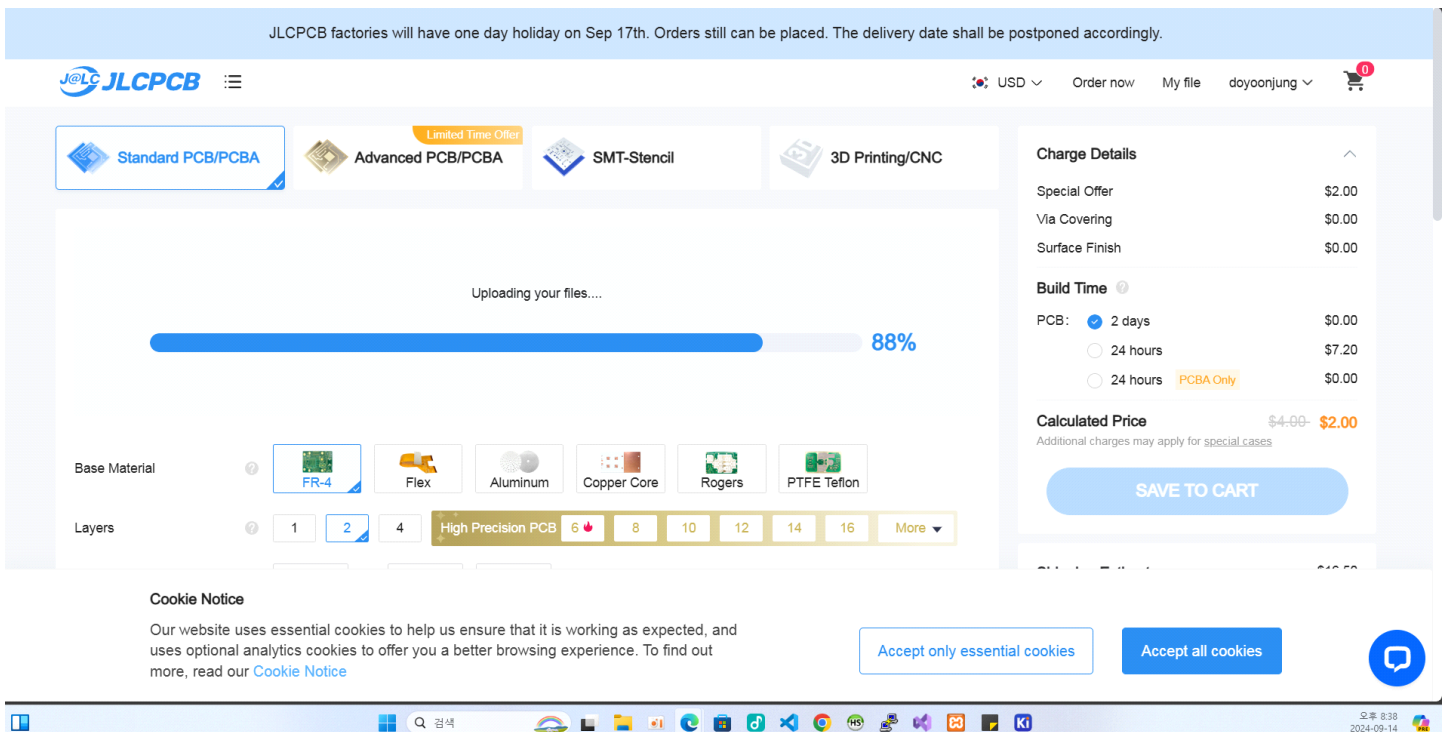 JLCPCB factories will have one day holiday on Sep 17th. Orders still can be placed. The delivery date shall be postponed accordingly.
J@LC JLCPCB
USD
Order now
My file
doyoonjung
0
Standard PCB/PCBA
Limited Time Offer
Advanced PCB/PCBA
SMT-Stencil
3D Printing/CNC
Uploading your files....
88%
Base Material
?
FR-4
Flex
Aluminum
Copper Core
Rogers
PTFE Teflon
Layers
?
1
2
4
High Precision PCB
6
8
10
12
14
16
More
Charge Details
Special Offer $2.00
Via Covering $0.00
Surface Finish $0.00
Build Time ?
PCB: 2 days $0.00
24 hours $7.20
24 hours PCBA Only $0.00
Calculated Price $4.00 $2.00
Additional charges may apply for special cases
SAVE TO CART
Cookie Notice
Our website uses essential cookies to help us ensure that it is working as expected, and
uses optional analytics cookies to offer you a better browsing experience. To find out
more, read our Cookie Notice
Accept only essential cookies
Accept all cookies
검색
HS
Ki
오후 8:38
2024-09-14
PRE